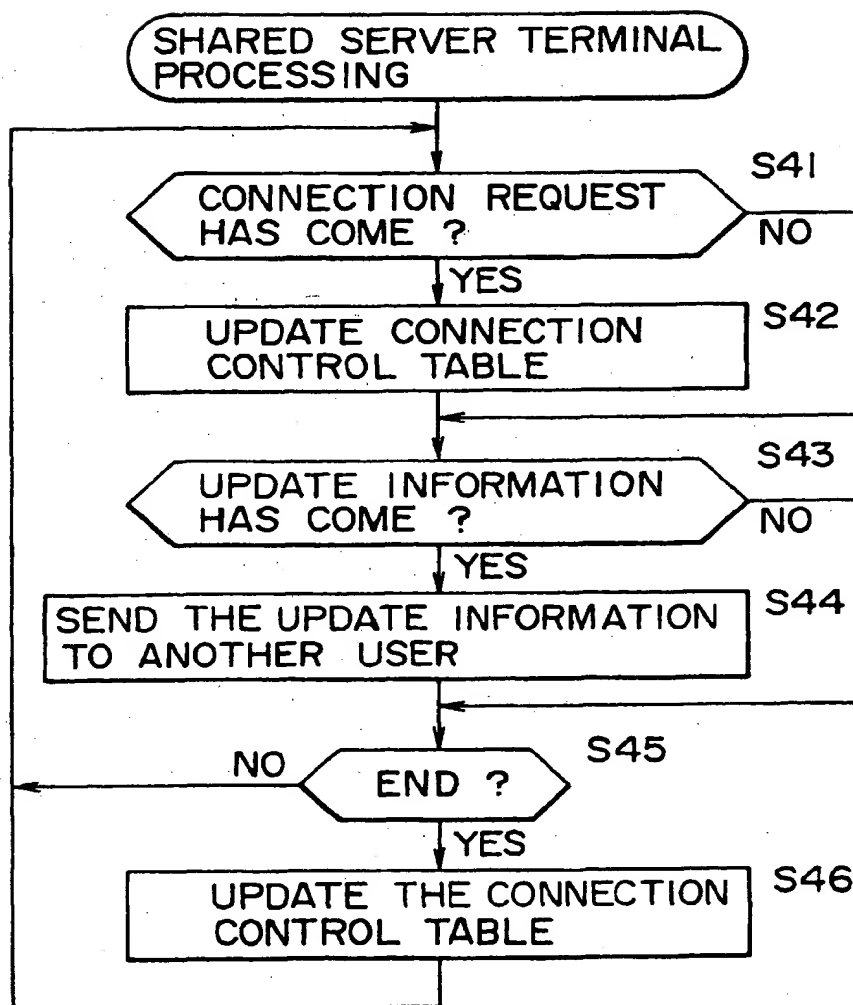 SHARED SERVER TERMINAL
PROCESSING
S41
CONNECTION REQUEST
HAS COME ?
NO
YES
S42
UPDATE CONNECTION
CONTROL TABLE
S43
UPDATE INFORMATION
HAS COME ?
NO
YES
S44
SEND THE UPDATE INFORMATION
TO ANOTHER USER
S45
NO
END ?
YES
S46
UPDATE THE CONNECTION
CONTROL TABLE